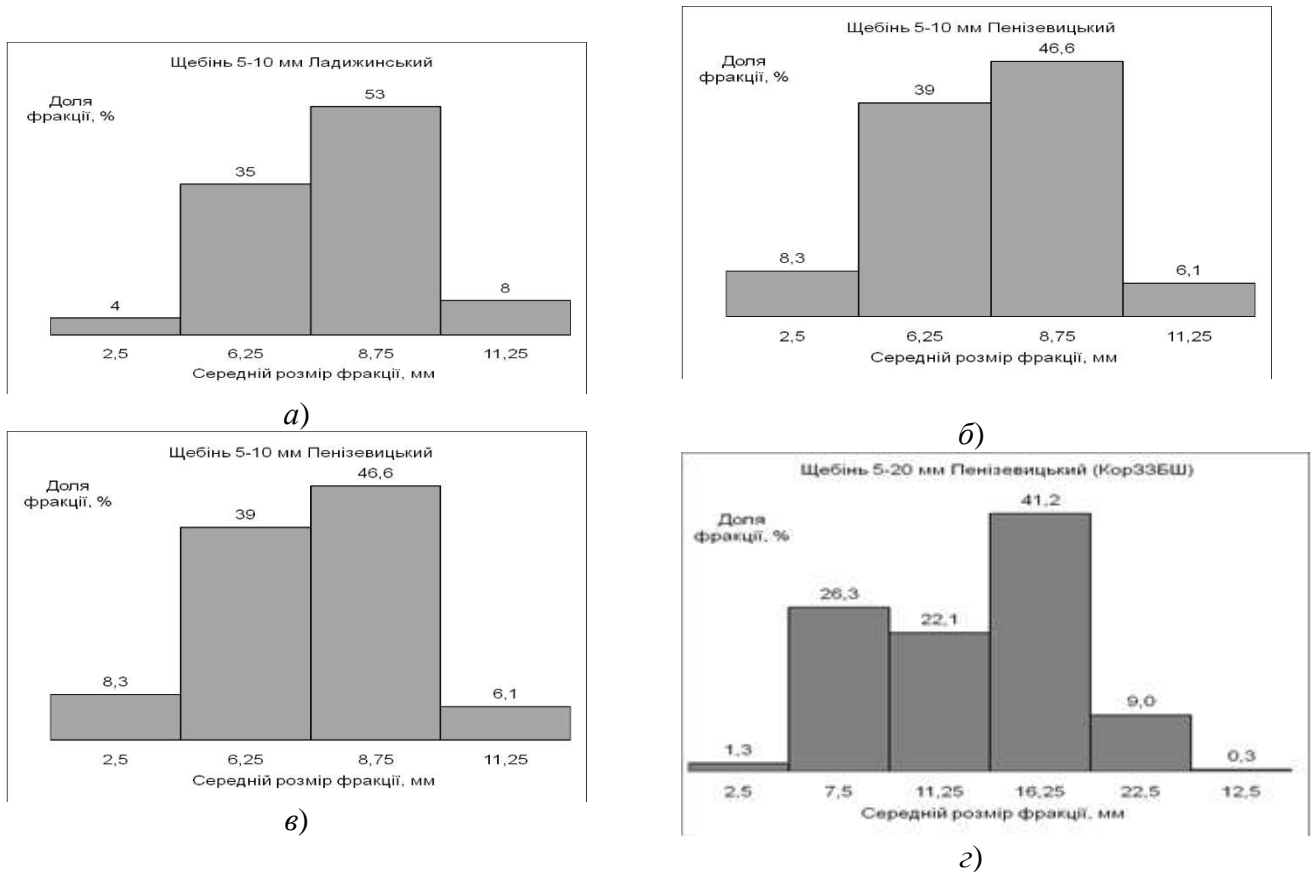 Щебінь 5-10 мм Ладижинський
Доля
фракції, %
53
35
8
4
2,5 6,25 8,75 11,25
Середній розмір фракції, мм
а)
Щебінь 5-10 мм Пенізевицький
Доля
фракції, %
46,6
39
8,3
6,1
2,5 6,25 8,75 11,25
Середній розмір фракції, мм
б)
Щебінь 5-10 мм Пенізевицький
Доля
фракції, %
46,6
39
8,3
6,1
2,5 6,25 8,75 11,25
Середній розмір фракції, мм
в)
Щебінь 5-20 мм Пенізевицький (КорЗЗБШ)
Доля
фракції, %
41,2
26,3
22,1
9,0
1,3
0,3
2,5 7,5 11,25 16,25 22,5 12,5
Середній розмір фракції, мм
г)